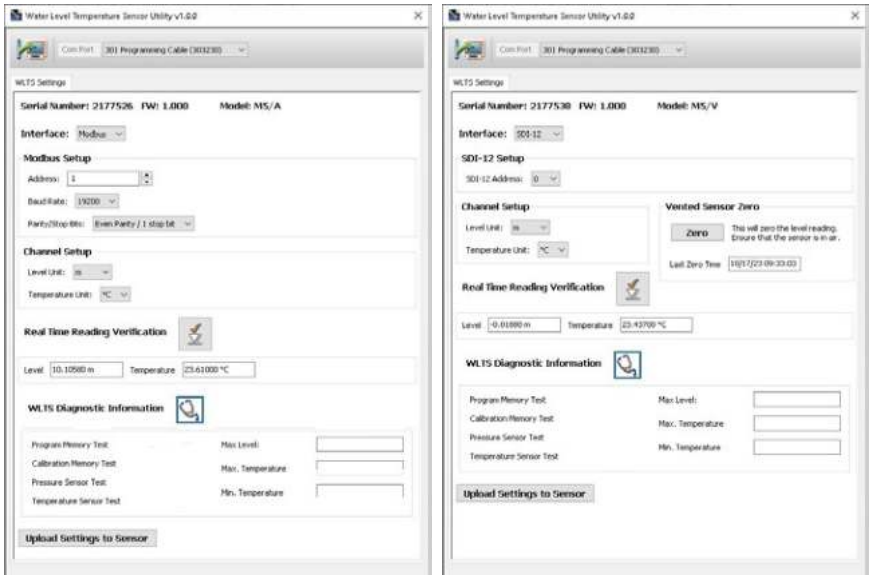 Water Level Temperature Sensor Utility v1.0.0
Com Port 301 Programming Cable (303230)
WLTS Settings
Serial Number: 2177526 FW: 1.000 Model: M5/A
Interface: Modbus
Modbus Setup
Address: 1
Baud Rate: 19200
Parity/Stop Bits: Even Parity / 1 stop bit
Channel Setup
Level Unit: m
Temperature Unit: °C
Real Time Reading Verification
Level 10.10580 m Temperature 23.61000 °C
WLTS Diagnostic Information
Program Memory Test Max Level:
Calibration Memory Test
Max. Temperature
Pressure Sensor Test
Min. Temperature
Temperature Sensor Test
Upload Settings to Sensor
Water Level Temperature Sensor Utility v1.0.0
Com Port 301 Programming Cable (303230)
WLTS Settings
Serial Number: 2177530 FW: 1.000 Model: M5/V
Interface: SDI-12
SDI-12 Setup
SDI-12 Address: 0
Channel Setup
Level Unit: m
Temperature Unit: °C
Vented Sensor Zero
Zero
This will zero the level reading.
Ensure that the sensor is in air.
Last Zero Time 10/17/23 09:33:03
Real Time Reading Verification
Level -0.01880 m Temperature 23.43700 °C
WLTS Diagnostic Information
Program Memory Test Max Level:
Calibration Memory Test
Max. Temperature
Pressure Sensor Test
Min. Temperature
Temperature Sensor Test
Upload Settings to Sensor